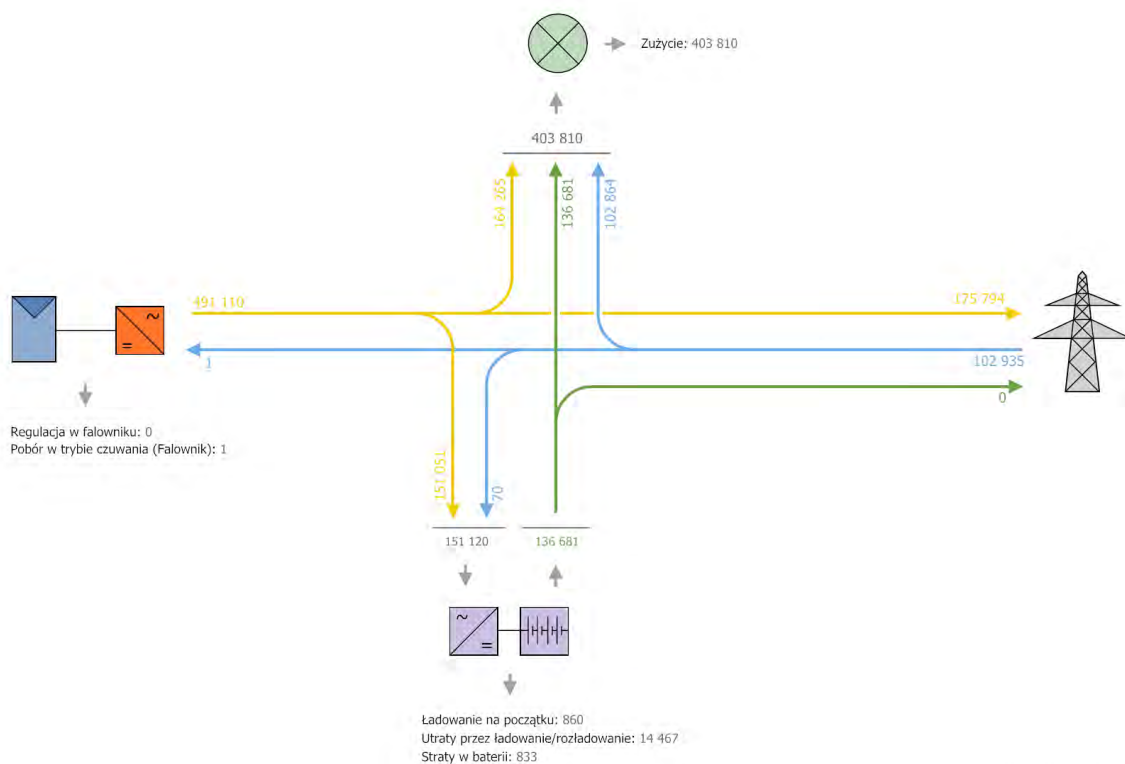 Zużycie: 403 810
403 810
164 265
136 681
102 864
491 110
175 794
1
102 935
0
Regulacja w falowniku: 0
Pobór w trybie czuwania (Falownik): 1
151 051
70
151 120
136 681
~
=
~
=
Ładowanie na początku: 860
Utraty przez ładowanie/rozładowanie: 14 467
Straty w baterii: 833